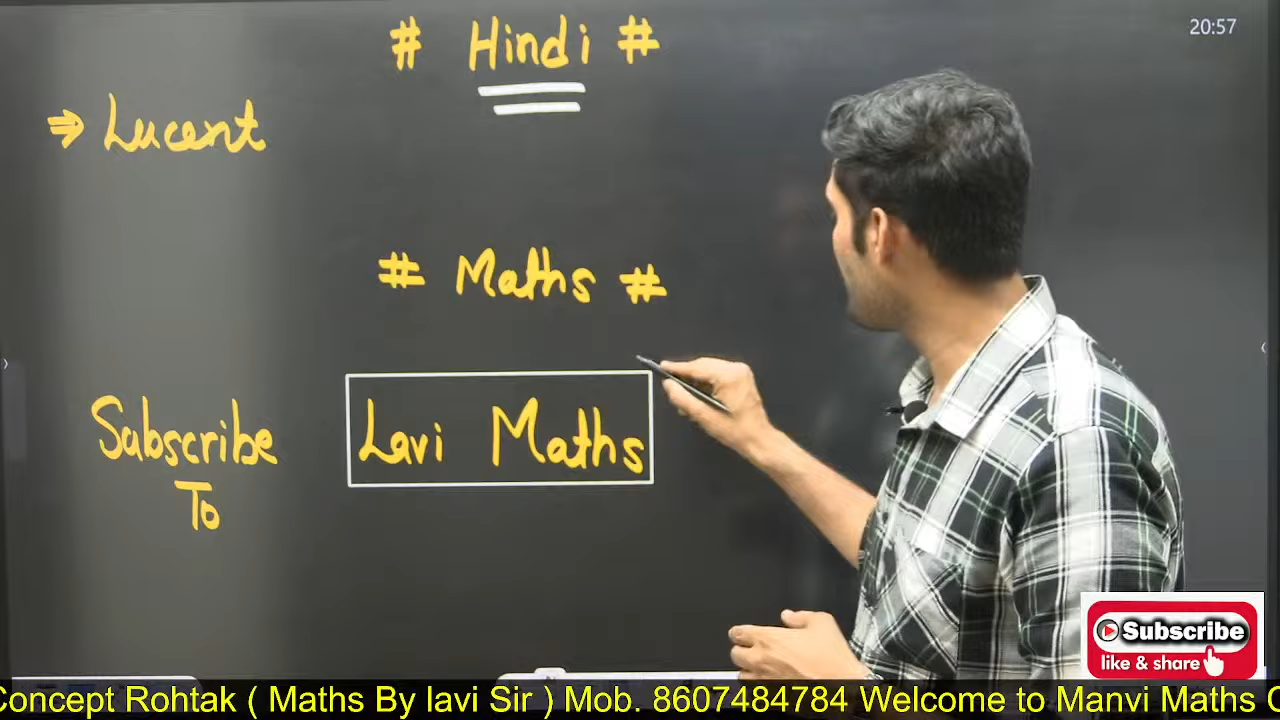 20:57
# Hindi #
⇒ Lucent
# Maths #
Subscribe
To
Lavi Maths
Subscribe
like & share
Concept Rohtak ( Maths By lavi Sir ) Mob. 8607484784 Welcome to Manvi Maths